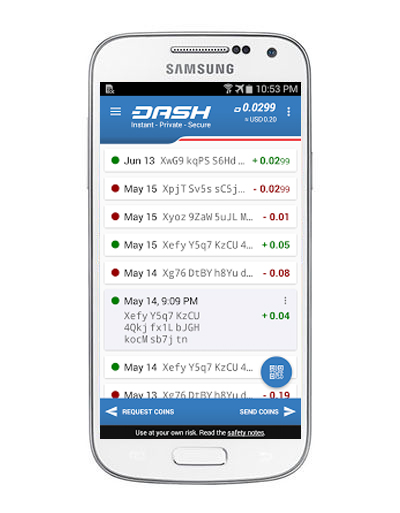 SAMSUNG
10:53 PM
DASH 0.0299
Instant - Private - Secure ≈ USD 0.20
Jun 13 XwG9 kqPS S6Hd ... + 0.0299
May 15 XpjT Sv5s sC5j... - 0.0299
May 15 Xyoz 9ZaW 5uJL M... - 0.01
May 15 Xefy Y5q7 KzCU 4... + 0.05
May 14 Xg76 DtBY h8Yu d... - 0.08
May 14, 9:09 PM
Xefy Y5q7 KzCU + 0.04
4Qkj fx1L bJGH
kocM sb7j tn
May 14 Xefy Y5q7 KzCU 4...
May 13 Xg76 DtBY h8Yu d... - 0.19
REQUEST COINS SEND COINS
Use at your own risk. Read the safety notes.